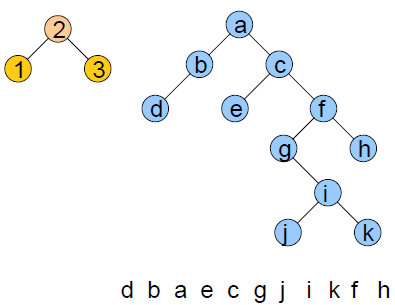 2
1 3
a
b c
d e f
g h
i
j k
d b a e c g j i k f h